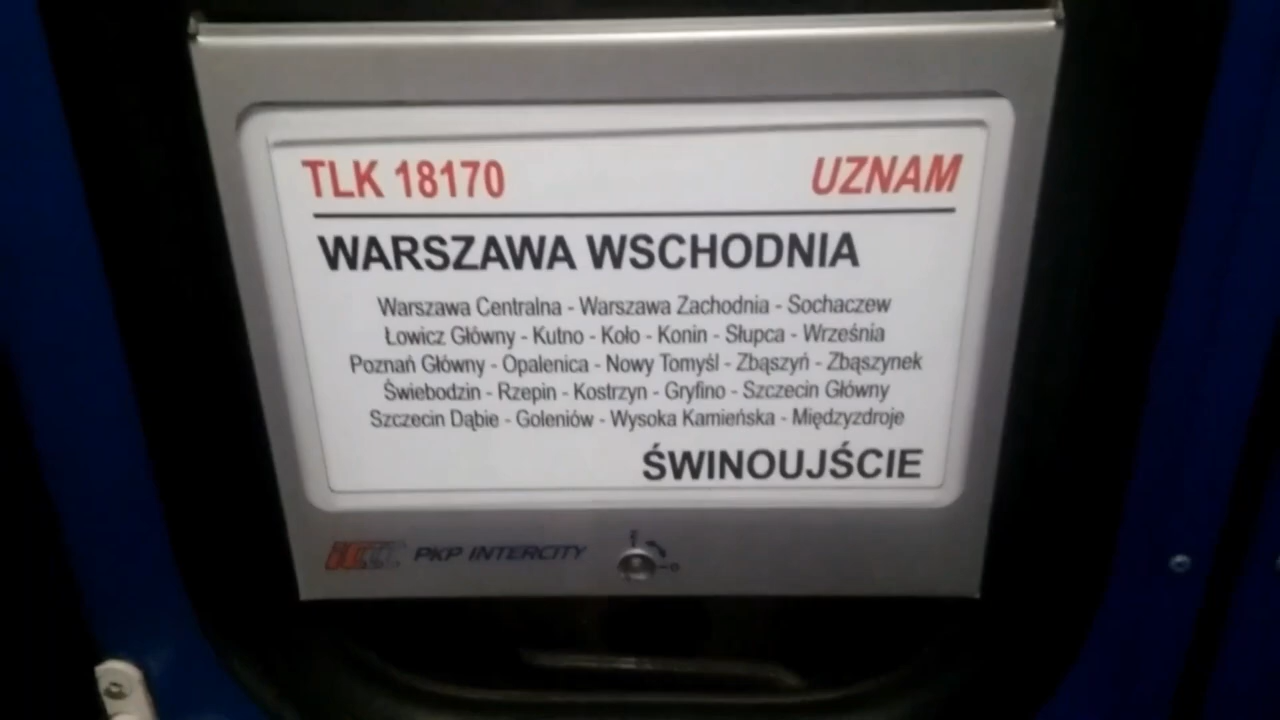 TLK 18170 UZNAM
WARSZAWA WSCHODNIA
Warszawa Centralna - Warszawa Zachodnia - Sochaczew
Łowicz Główny - Kutno - Koło - Konin - Słupca - Września
Poznań Główny - Opalenica - Nowy Tomyśl - Zbąszyń - Zbąszynek
Świebodzin - Rzepin - Kostrzyn - Gryfino - Szczecin Główny
Szczecin Dąbie - Goleniów - Wysoka Kamieńska - Międzyzdroje
ŚWINOUJŚCIE
PKP INTERCITY